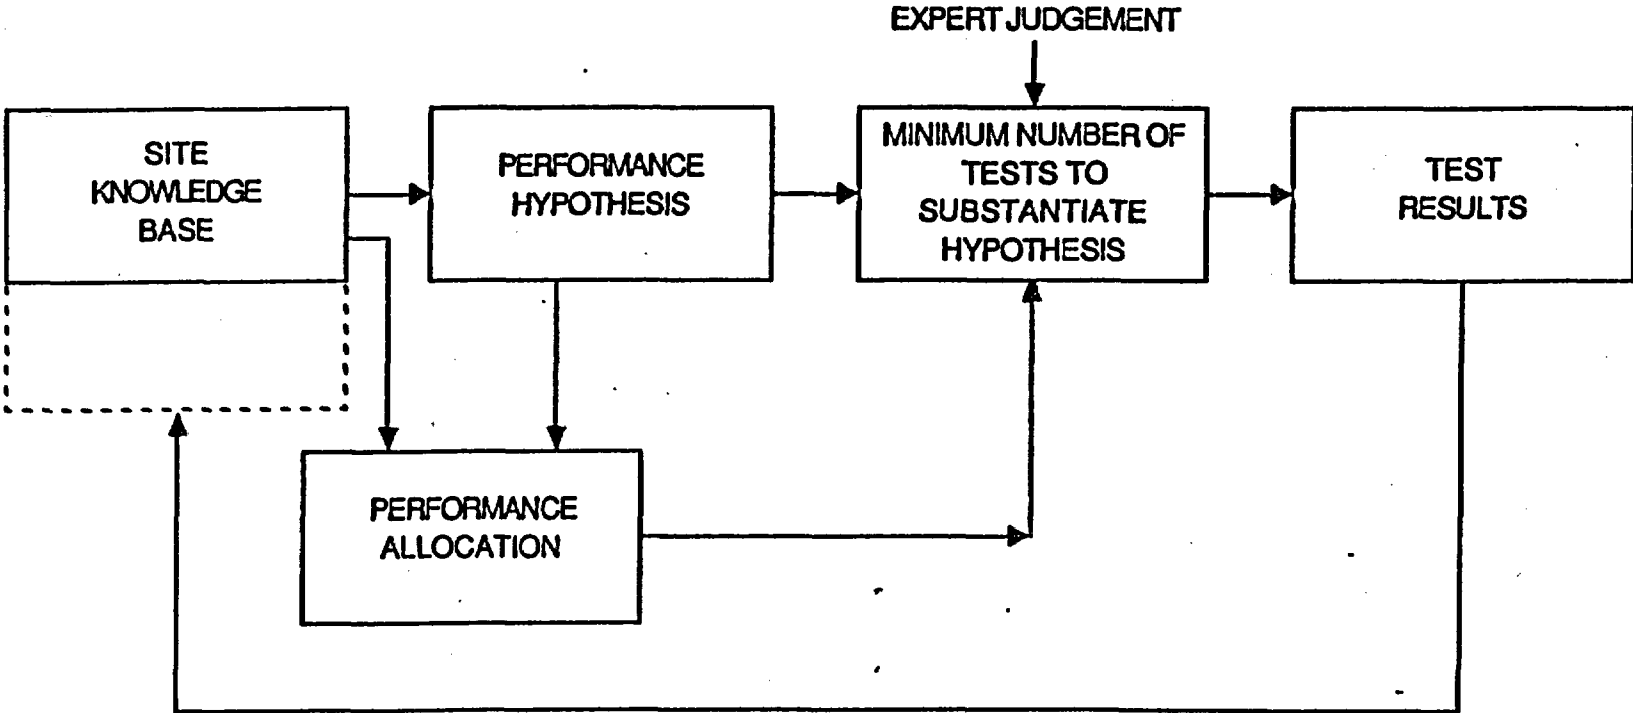 EXPERT JUDGEMENT
SITE
KNOWLEDGE
BASE
PERFORMANCE
HYPOTHESIS
MINIMUM NUMBER OF
TESTS TO
SUBSTANTIATE
HYPOTHESIS
TEST
RESULTS
PERFORMANCE
ALLOCATION